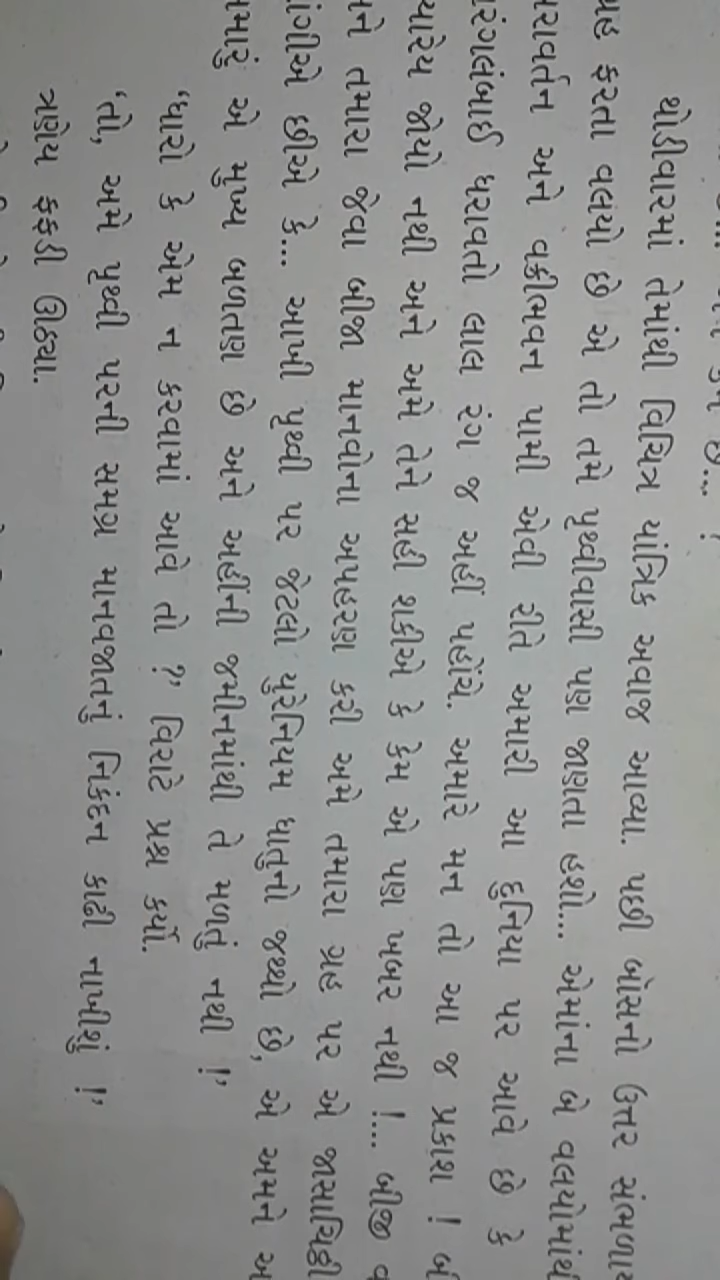 થોડીવારમાં તેમાંથી વિચિત્ર યાંત્રિક અવાજ આવ્યા. પછી બોસનો ઉત્તર સંભળા
ફરતા વલયો છે એ તો તમે પૃથ્વીવાસી પણ જાણતા હશો... એમાંના બે વલયોમાંથ
પરાવર્તન અને વક્રીભવન પામી એવી રીતે અમારી આ દુનિયા પર આવે છે કે
તરંગલંબાઈ ધરાવતો લાલ રંગ જ અહીં પહોંચે. અમારે મન તો આ જ પ્રકાશ !
ક્યારેય જોયો નથી અને અમે તેને સહી શકીએ કે કેમ એ પણ ખબર નથી !... બીજી
મને તમારા જેવા બીજા માનવોના અપહરણ કરી અમે તમારા ગ્રહ પર એ જાસાચિઠ્ઠી
માંગીએ છીએ કે... આખી પૃથ્વી પર જેટલો યુરેનિયમ ધાતુનો જથ્થો છે, એ અમને અ
અમારું એ મુખ્ય બળતણ છે અને અહીંની જમીનમાંથી તે મળતું નથી !'
'ધારો કે એમ ન કરવામાં આવે તો ?' વિરાટે પ્રશ્ન કર્યો.
'તો, અમે પૃથ્વી પરની સમગ્ર માનવજાતનું નિકંદન કાઢી નાખીશું !'
ત્રણેય ફફડી ઊઠ્યા.